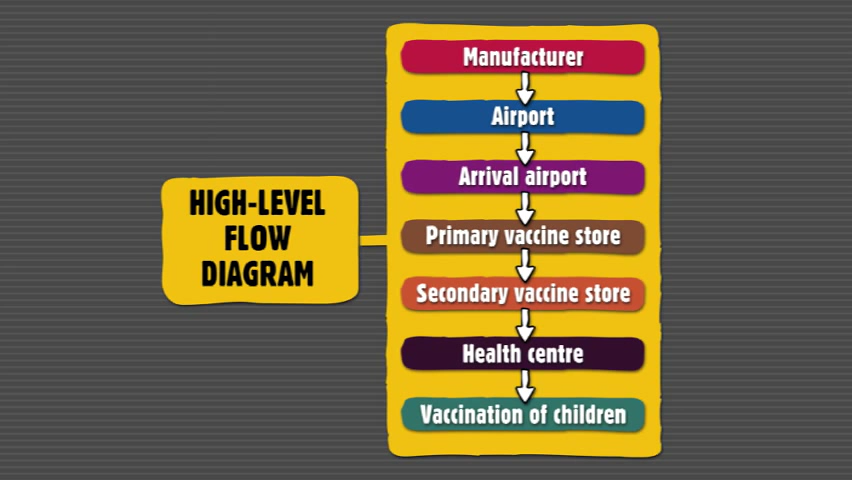 HIGH-LEVEL
FLOW
DIAGRAM
Manufacturer
Airport
Arrival airport
Primary vaccine store
Secondary vaccine store
Health centre
Vaccination of children